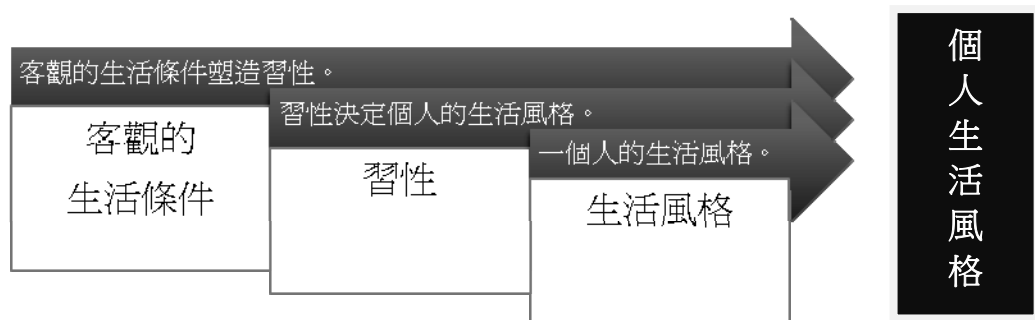 客觀的生活條件塑造習性。
習性決定個人的生活風格。
一個人的生活風格。
客觀的
生活條件
習性
生活風格
個人生活風格